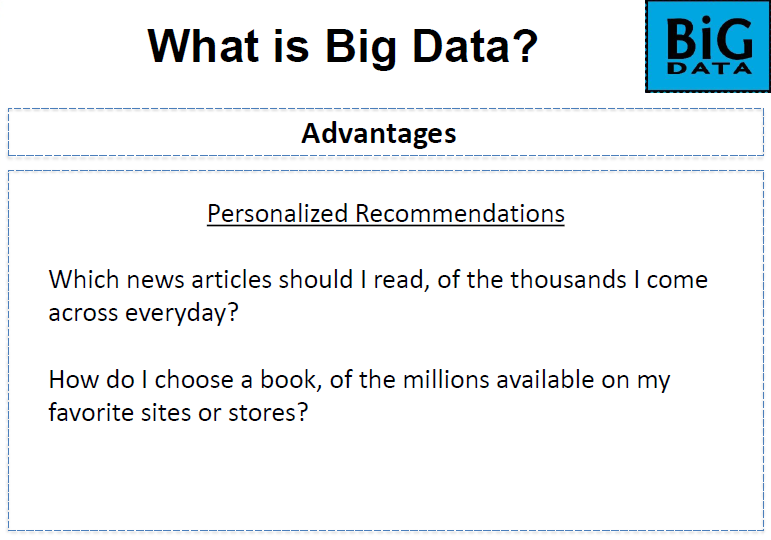 What is Big Data?
BiG
DATA
Advantages
Personalized Recommendations
Which news articles should I read, of the thousands I come
across everyday?
How do I choose a book, of the millions available on my
favorite sites or stores?